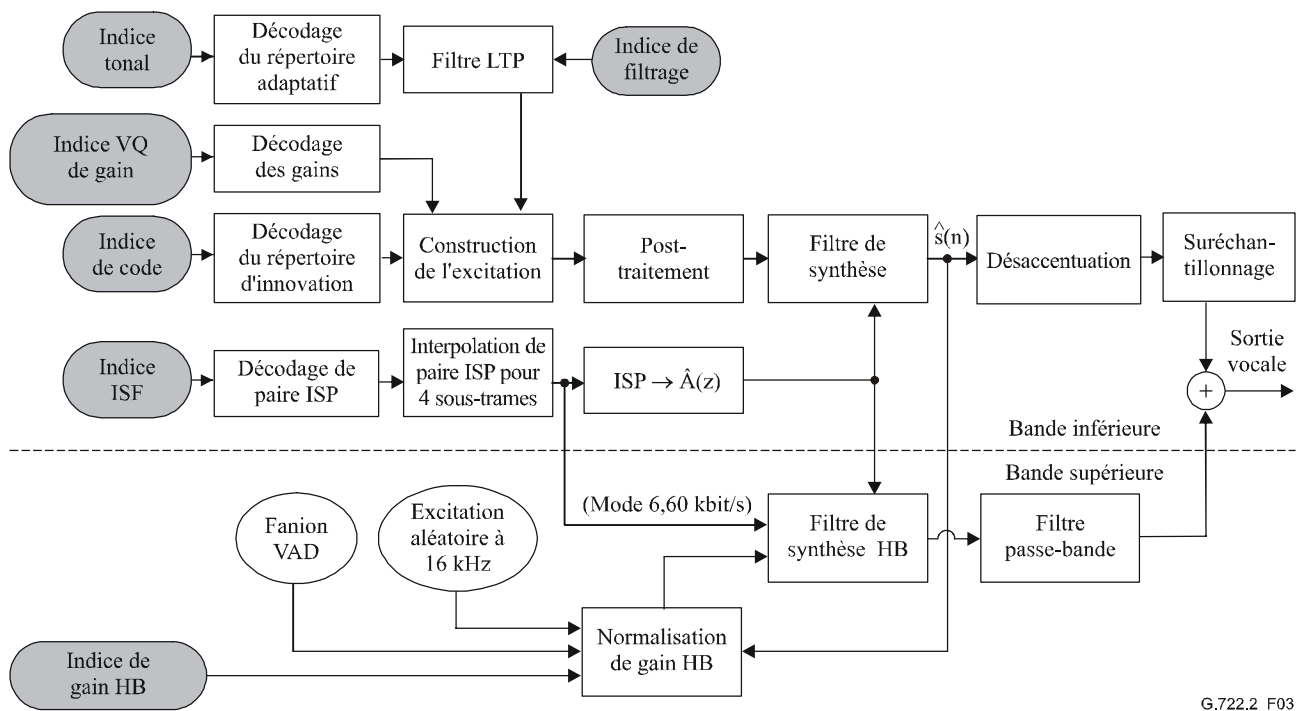 Indice
tonal
Décodage
du répertoire
adaptatif
Filtre LTP
Indice de
filtrage
Indice VQ
de gain
Décodage
des gains
Indice
de code
Décodage
du répertoire
d'innovation
Construction
de l'excitation
Post-
traitement
Filtre de
synthèse
ŝ(n)
Désaccentuation
Suréchan-
tillonnage
Indice
ISF
Décodage de
paire ISP
Interpolation de
paire ISP pour
4 sous-trames
ISP → Â(z)
Sortie
vocale
+
Bande inférieure
Bande supérieure
(Mode 6,60 kbit/s)
Fanion
VAD
Excitation
aléatoire à
16 kHz
Filtre de
synthèse HB
Filtre
passe-bande
Normalisation
de gain HB
Indice de
gain HB
G.722.2_F03